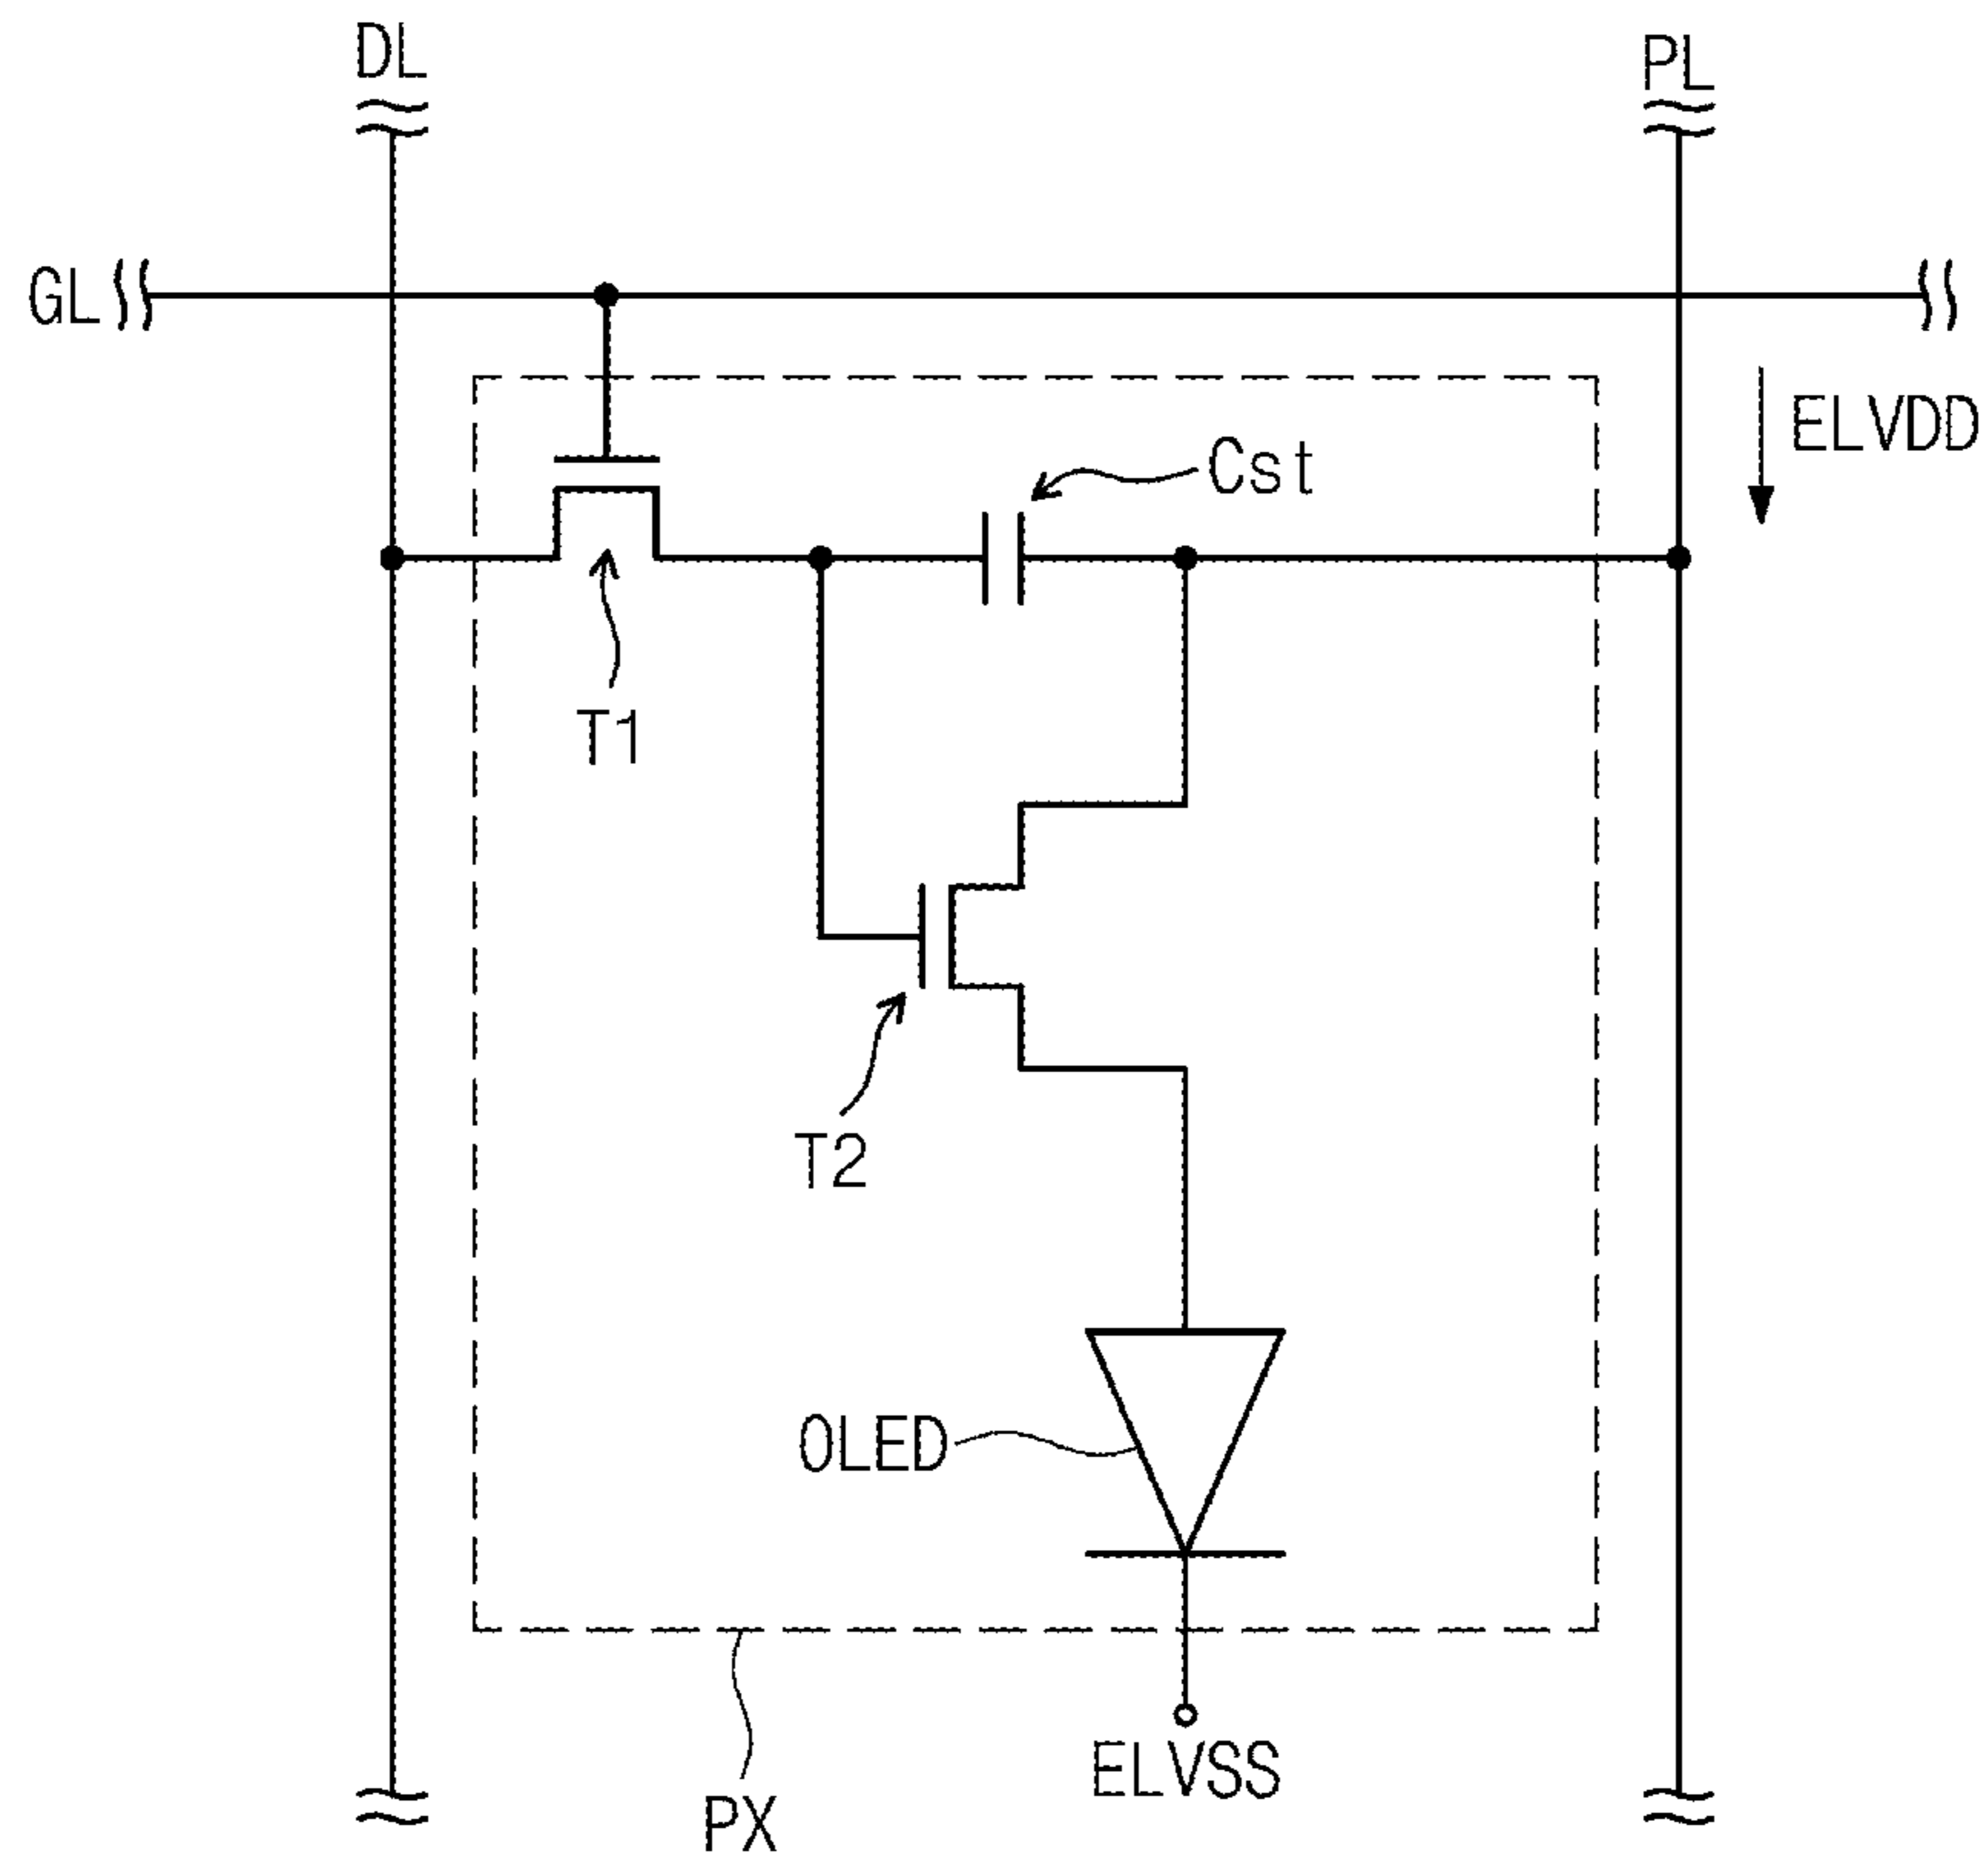 DL
PL
GL
ELVDD
Cst
T1
T2
OLED
ELVSS
PX